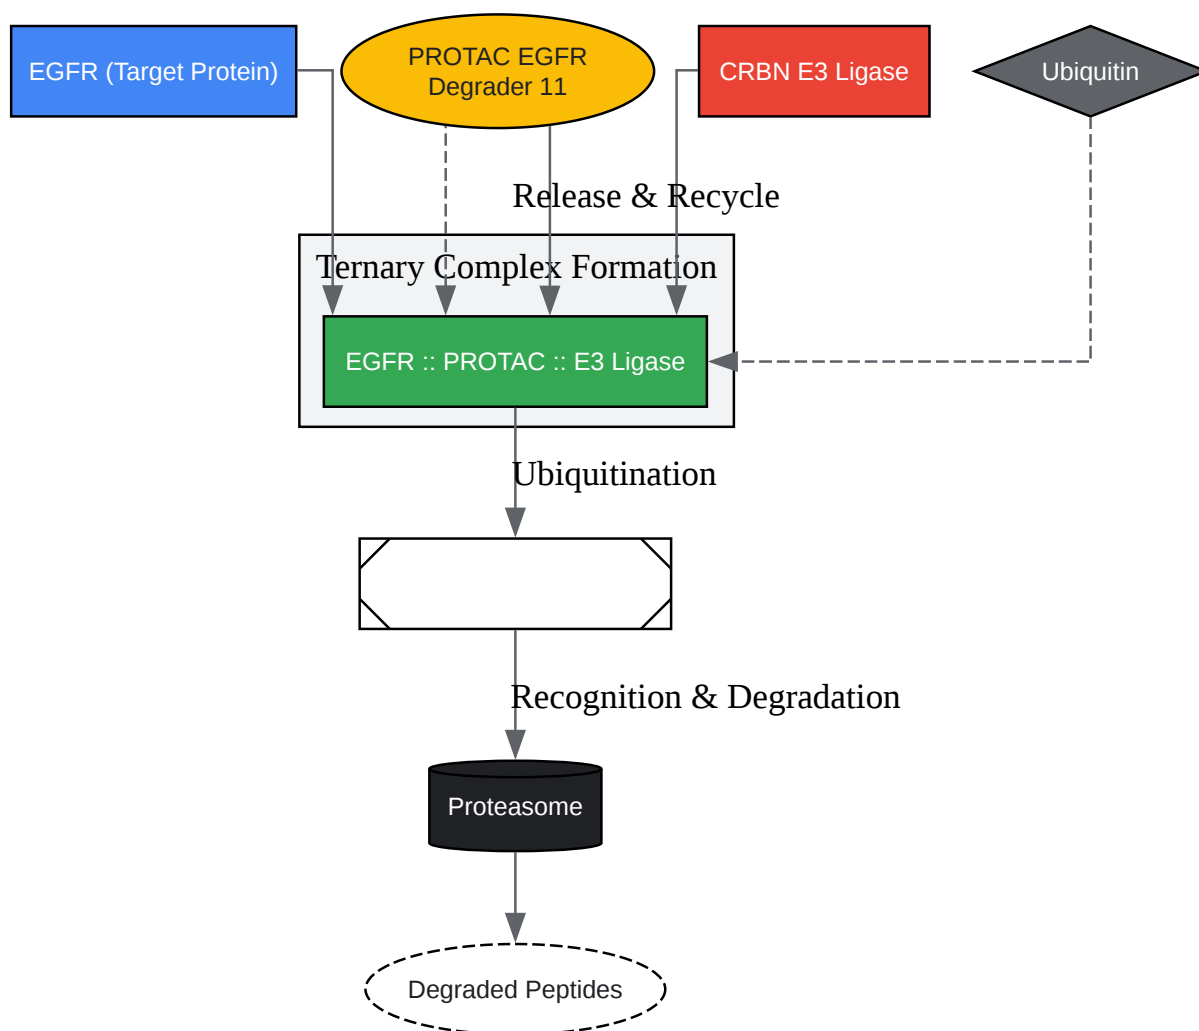 EGFR (Target Protein)
PROTAC EGFR
Degrader 11
CRBN E3 Ligase
Ubiquitin
Release & Recycle
Ternary Complex Formation
EGFR :: PROTAC :: E3 Ligase
Ubiquitination
Recognition & Degradation
Proteasome
Degraded Peptides